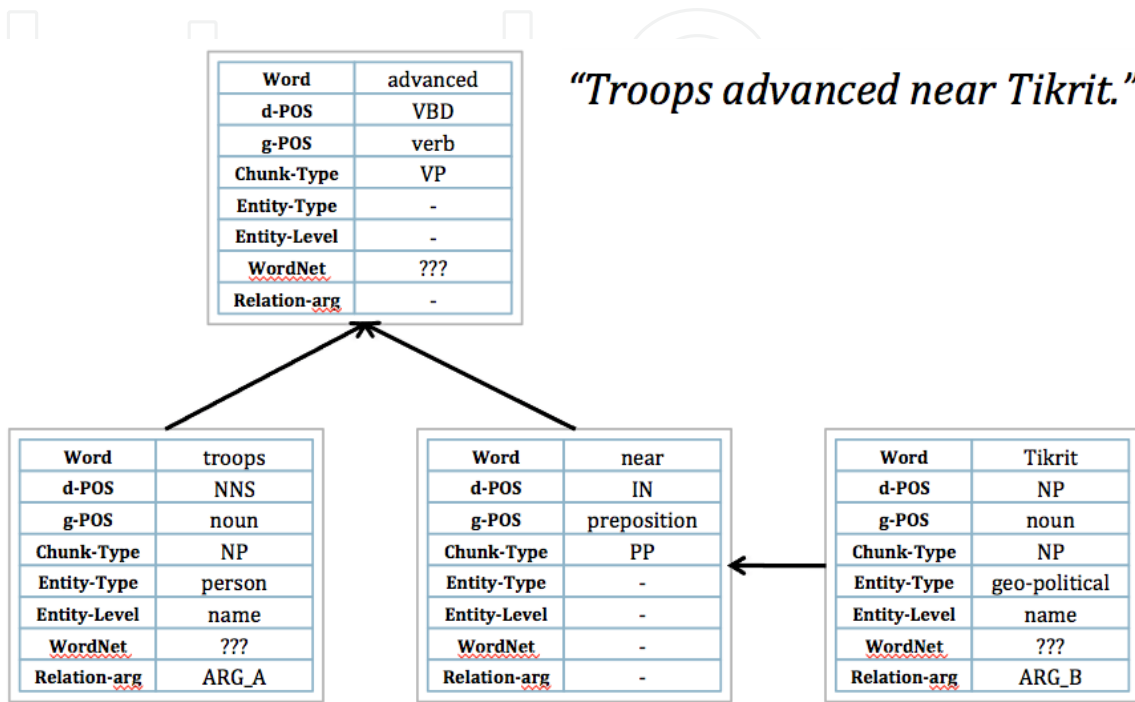 “Troops advanced near Tikrit.”
Word advanced
d-POS VBD
g-POS verb
Chunk-Type VP
Entity-Type -
Entity-Level -
WordNet ???
Relation-arg -
Word troops
d-POS NNS
g-POS noun
Chunk-Type NP
Entity-Type person
Entity-Level name
WordNet ???
Relation-arg ARG_A
Word near
d-POS IN
g-POS preposition
Chunk-Type PP
Entity-Type -
Entity-Level -
WordNet -
Relation-arg -
Word Tikrit
d-POS NP
g-POS noun
Chunk-Type NP
Entity-Type geo-political
Entity-Level name
WordNet ???
Relation-arg ARG_B